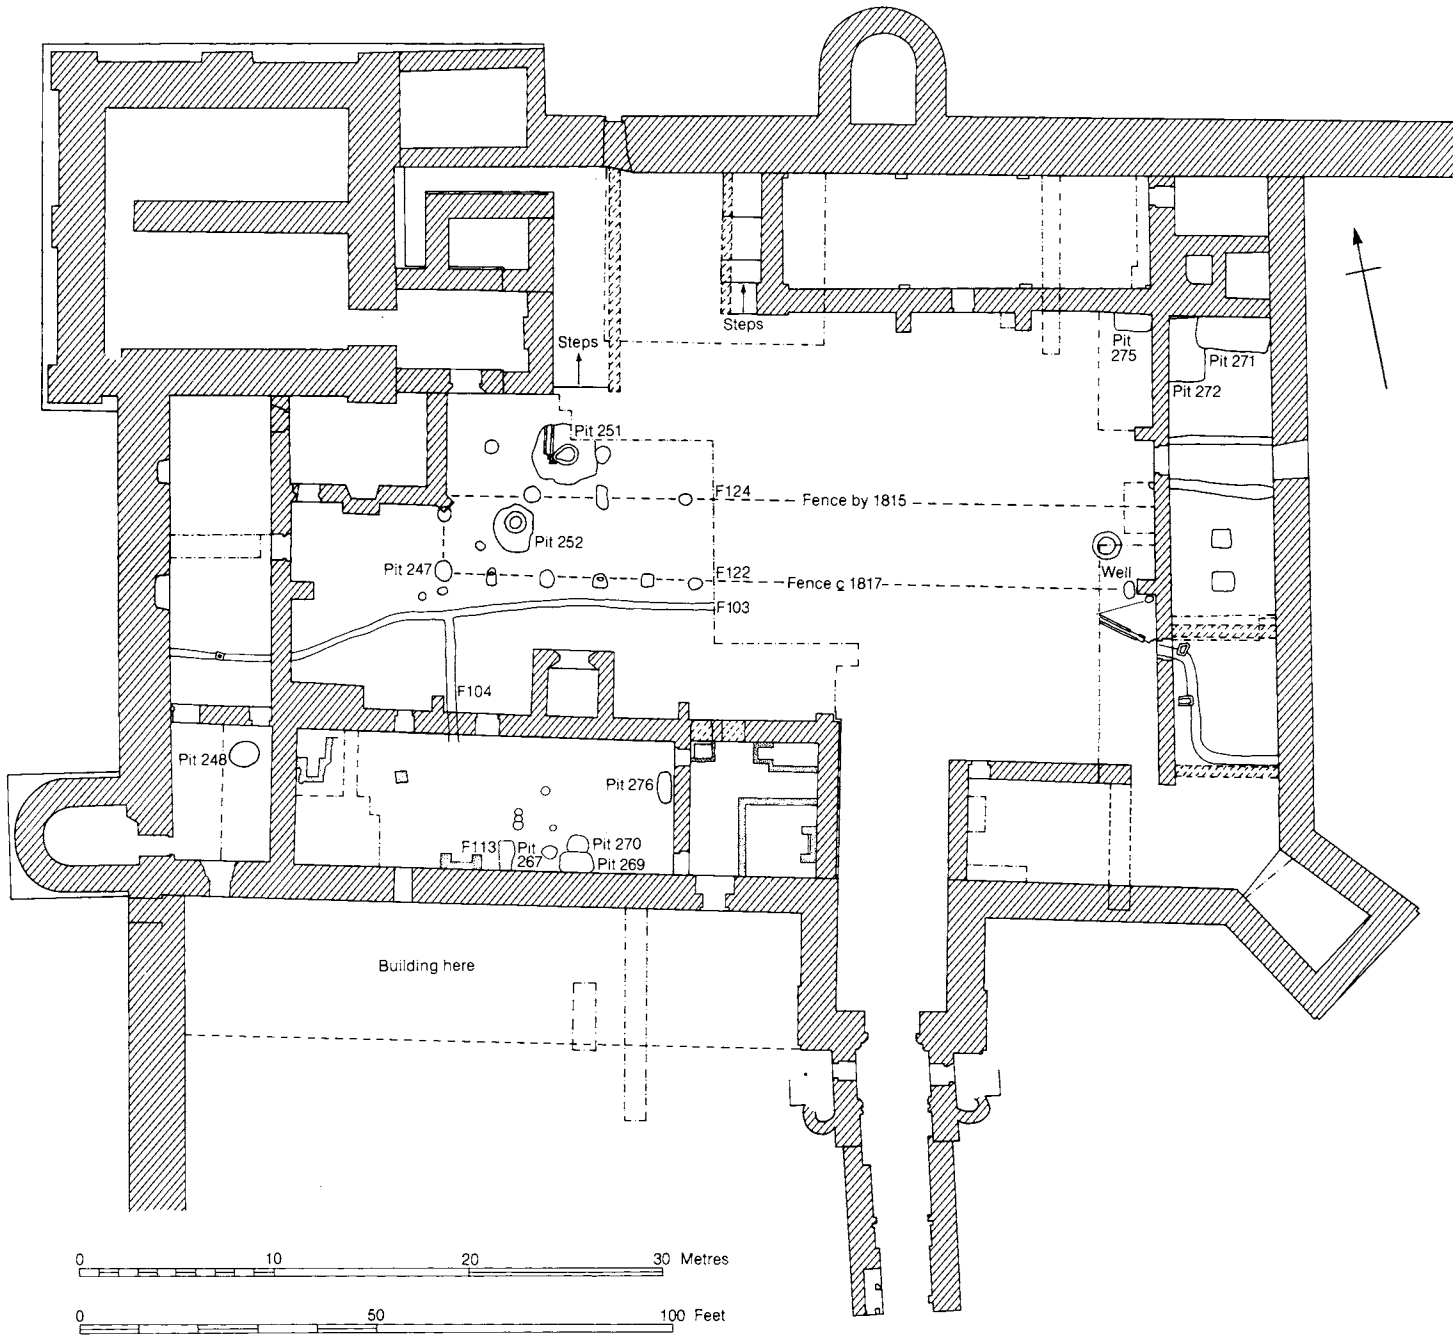 Steps
Steps
Pit
275
Pit 271
Pit 272
Pit 251
F124
Fence by 1815
Pit 252
Well
Pit 247
F122
Fence c 1817
F103
F104
Pit 248
Pit 276
F113
Pit
267
Pit 270
Pit 269
Building here
0 10 20 30 Metres
0 50 100 Feet